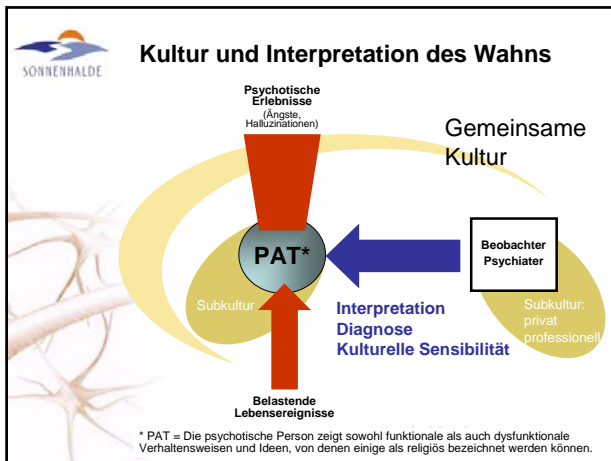 SONNENHALDE
Kultur und Interpretation des Wahns
Psychotische
Erlebnisse
(Ängste,
Halluzinationen)
Gemeinsame
Kultur
PAT*
Beobachter
Psychiater
Subkultur
Interpretation
Diagnose
Kulturelle Sensibilität
Subkultur:
privat
professionell
Belastende
Lebensereignisse
* PAT = Die psychotische Person zeigt sowohl funktionale als auch dysfunktionale
Verhaltensweisen und Ideen, von denen einige als religiös bezeichnet werden können.